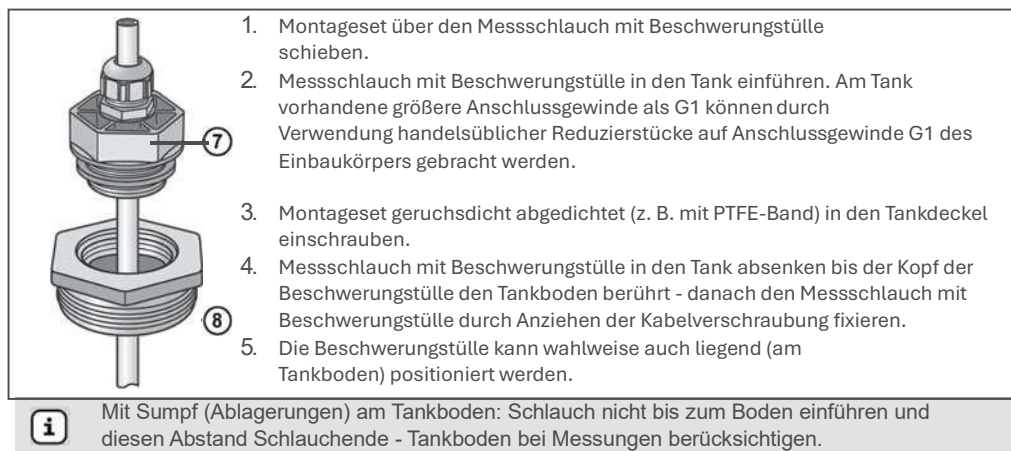 1. Montageset über den Messschlauch mit Beschwerungstülle
schieben.
2. Messschlauch mit Beschwerungstülle in den Tank einführen. Am Tank
vorhandene größere Anschlussgewinde als G1 können durch
Verwendung handelsüblicher Reduzierstücke auf Anschlussgewinde G1 des
Einbaukörpers gebracht werden.
7
3. Montageset geruchsdicht abgedichtet (z. B. mit PTFE-Band) in den Tankdeckel
einschrauben.
4. Messschlauch mit Beschwerungstülle in den Tank absenken bis der Kopf der
Beschwerungstülle den Tankboden berührt - danach den Messschlauch mit
Beschwerungstülle durch Anziehen der Kabelverschraubung fixieren.
8
5. Die Beschwerungstülle kann wahlweise auch liegend (am
Tankboden) positioniert werden.
i
Mit Sumpf (Ablagerungen) am Tankboden: Schlauch nicht bis zum Boden einführen und
diesen Abstand Schlauchende - Tankboden bei Messungen berücksichtigen.